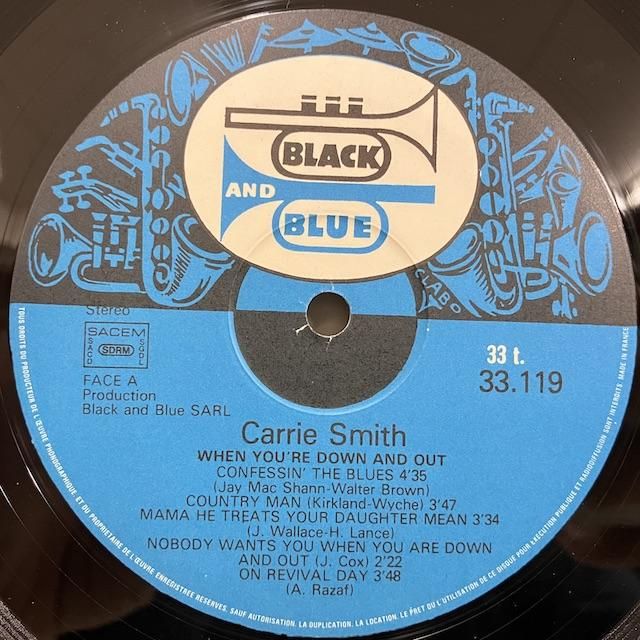 BLACK
AND
BLUE
CLABO
Stereo
SACEM
SACD
SDRM
SGDL
FACE A
Production
Black and Blue SARL
33 t.
33.119
Carrie Smith
WHEN YOU'RE DOWN AND OUT
CONFESSIN' THE BLUES 4'35
(Jay Mac Shann-Walter Brown)
COUNTRY MAN (Kirkland-Wyche) 3'47
MAMA HE TREATS YOUR DAUGHTER MEAN 3'34
(J. Wallace-H. Lance)
NOBODY WANTS YOU WHEN YOU ARE DOWN
AND OUT (J. Cox) 2'22
ON REVIVAL DAY 3'48
(A. Razaf)
TOUS DROITS DU PRODUCTEUR DE L'ŒUVRE PHONOGRAPHIQUE ET DU PROPRIETAIRE DE L'ŒUVRE ENREGISTREE RESERVES. SAUF AUTORISATION. LA DUPLICATION. LA LOCATION. LE PRET OU L'UTILISATION DE CE DISQUE POUR L'EXECUTION PUBLIQUE ET RADIODIFFUSION SONT INTERDITES MADE IN FRANCE